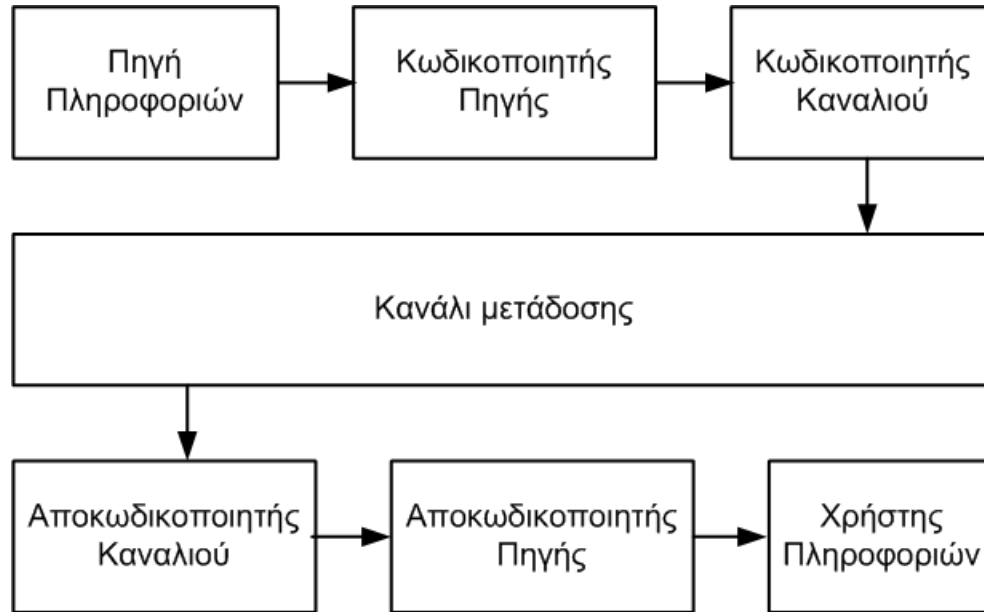 Πηγή
Πληροφοριών
Κωδικοποιητής
Πηγής
Κωδικοποιητής
Καναλιού
Κανάλι μετάδοσης
Αποκωδικοποιητής
Καναλιού
Αποκωδικοποιητής
Πηγής
Χρήστης
Πληροφοριών